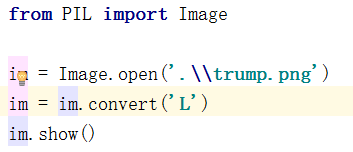 from PIL import Image
im = Image.open('.\\trump.png')
im = im.convert('L')
im.show()